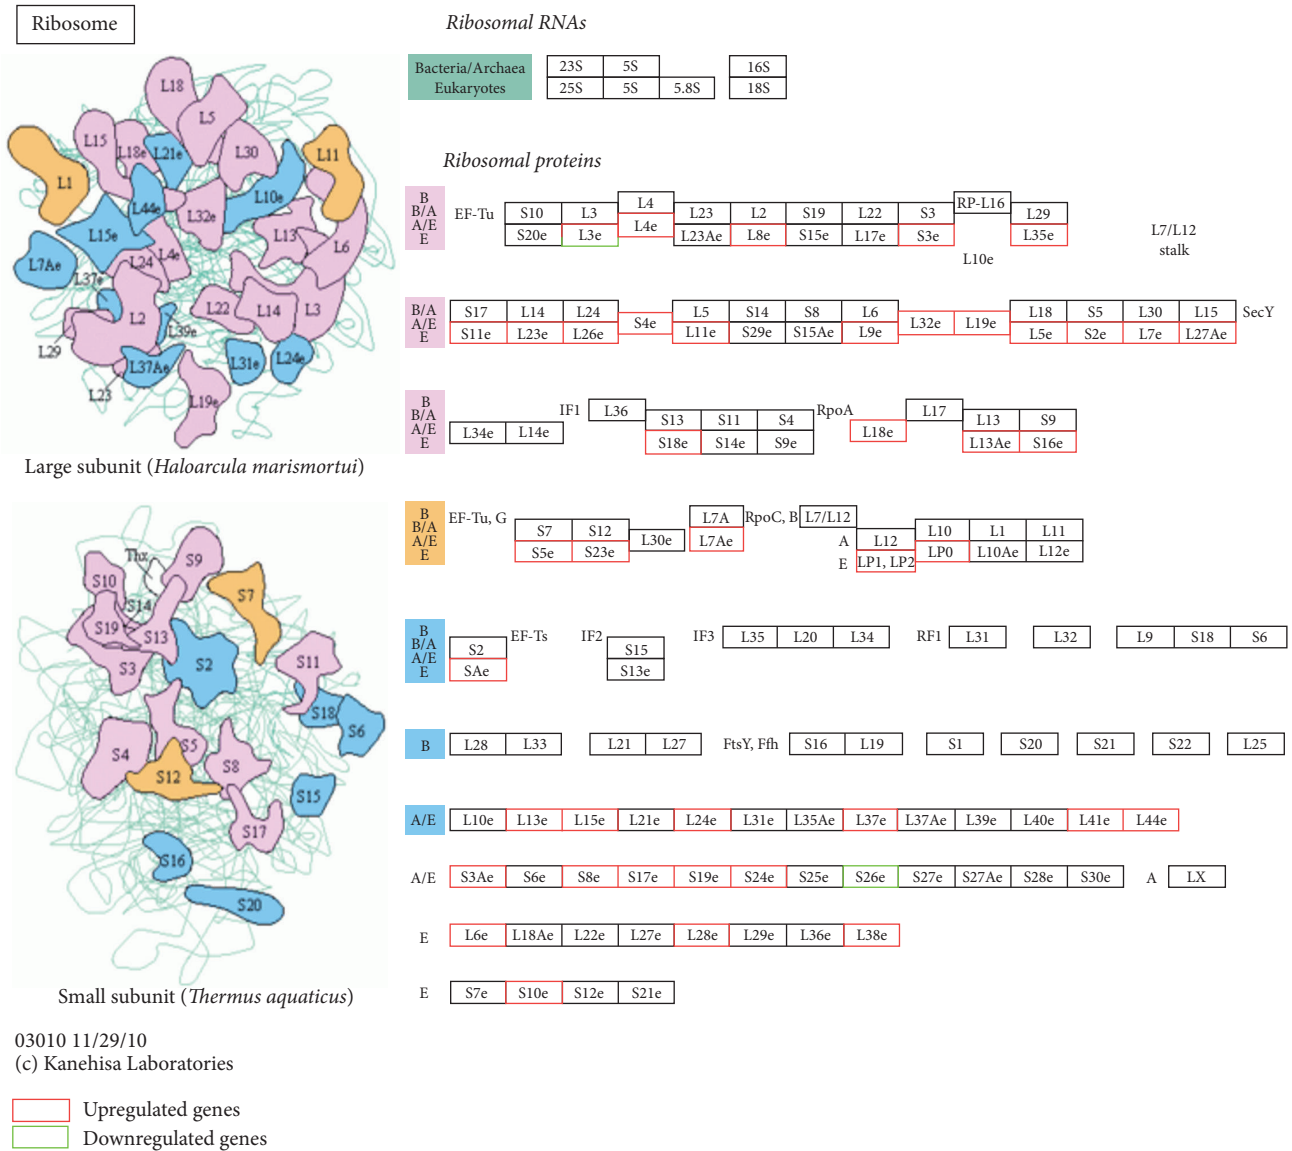 Ribosome
Ribosomal RNAs
Bacteria/Archaea 23S 5S 16S
Eukaryotes 25S 5S 5.8S 18S
Ribosomal proteins
B
B/A
A/E
E
EF-Tu
L4 RP-L16
S10 L3 L23 L2 S19 L22 S3 L29
L4e
S20e L3e L23Ae L8e S15e L17e S3e L35e
L10e
L7/L12
stalk
B/A
A/E
E
S17 L14 L24 L5 S14 S8 L6 L18 S5 L30 L15 SecY
S4e L32e L19e
S11e L23e L26e L11e S29e S15Ae L9e L5e S2e L7e L27Ae
B
B/A
A/E
E
IF1 L36 RpoA L17
S13 S11 S4 L13 S9
L34e L14e L18e
S18e S14e S9e L13Ae S16e
B
B/A
A/E
E
EF-Tu, G L7A RpoC, B L7/L12
S7 S12 L10 L1 L11
L30e L7Ae A L12
S5e S23e LP0 L10Ae L12e
E LP1, LP2
B
B/A
A/E
E
EF-Ts IF2 IF3 L35 L20 L34 RF1 L31 L32 L9 S18 S6
S2 S15
SAe S13e
B L28 L33 L21 L27 FtsY, Ffh S16 L19 S1 S20 S21 S22 L25
A/E L10e L13e L15e L21e L24e L31e L35Ae L37e L37Ae L39e L40e L41e L44e
A/E S3Ae S6e S8e S17e S19e S24e S25e S26e S27e S27Ae S28e S30e A LX
E L6e L18Ae L22e L27e L28e L29e L36e L38e
E S7e S10e S12e S21e
L18
L5
L15
L18e
L21e
L30
L11
L1
L10e
L44e
L32e
L15e
L13
L6
L7Ae
L24
L4e
L37e
L2
L22
L14
L3
L39e
L29
L37Ae
L31e
L24e
L23
L19e
Large subunit (Haloarcula marismortui)
Thx
S9
S10
S14
S7
S19
S13
S3
S2
S11
S18
S6
S4
S5
S8
S12
S15
S17
S16
S20
Small subunit (Thermus aquaticus)
03010 11/29/10
(c) Kanehisa Laboratories
Upregulated genes
Downregulated genes